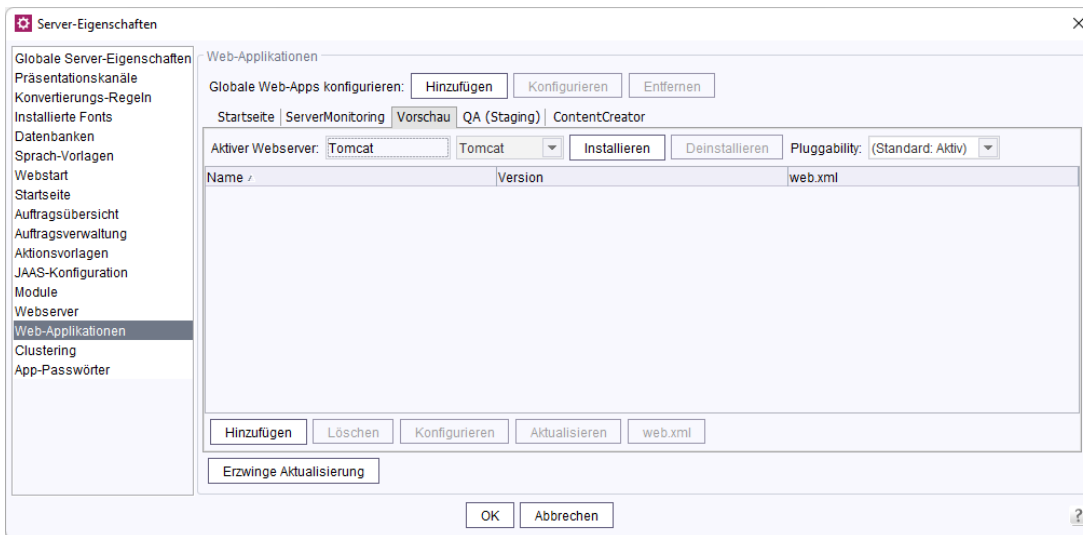 Server-Eigenschaften
Globale Server-Eigenschaften
Präsentationskanäle
Konvertierungs-Regeln
Installierte Fonts
Datenbanken
Sprach-Vorlagen
Webstart
Startseite
Auftragsübersicht
Auftragsverwaltung
Aktionsvorlagen
JAAS-Konfiguration
Module
Webserver
Web-Applikationen
Clustering
App-Passwörter
Web-Applikationen
Globale Web-Apps konfigurieren: Hinzufügen Konfigurieren Entfernen
Startseite ServerMonitoring Vorschau QA (Staging) ContentCreator
Aktiver Webserver: Tomcat Tomcat Installieren Deinstallieren Pluggability: (Standard: Aktiv)
Name Version web.xml
Hinzufügen Löschen Konfigurieren Aktualisieren web.xml
Erzwinge Aktualisierung
OK Abbrechen ?